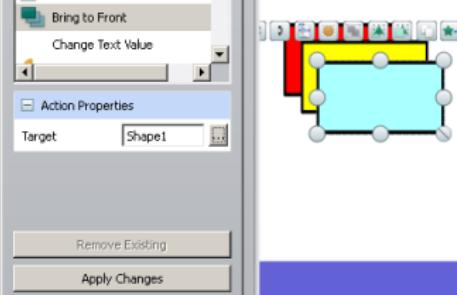 Bring to Front
Change Text Value
Action Properties
Target
Shape1
...
Remove Existing
Apply Changes